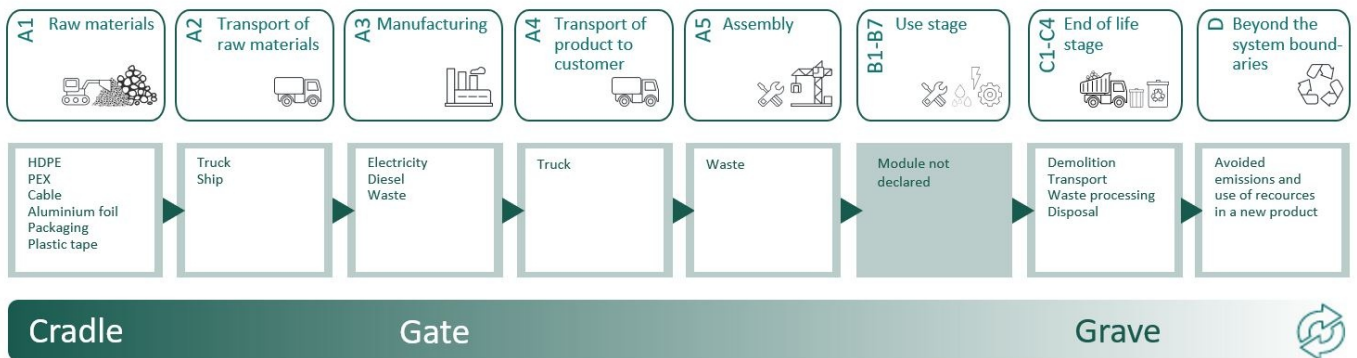 A1 Raw materials
A2 Transport of
raw materials
A3 Manufacturing
A4 Transport of
product to
customer
A5 Assembly
B1-B7 Use stage
C1-C4 End of life
stage
D Beyond the
system bound-
aries
HDPE
PEX
Cable
Aluminium foil
Packaging
Plastic tape
Truck
Ship
Electricity
Diesel
Waste
Truck
Waste
Module not
declared
Demolition
Transport
Waste processing
Disposal
Avoided
emissions and
use of recources
in a new product
Cradle
Gate
Grave